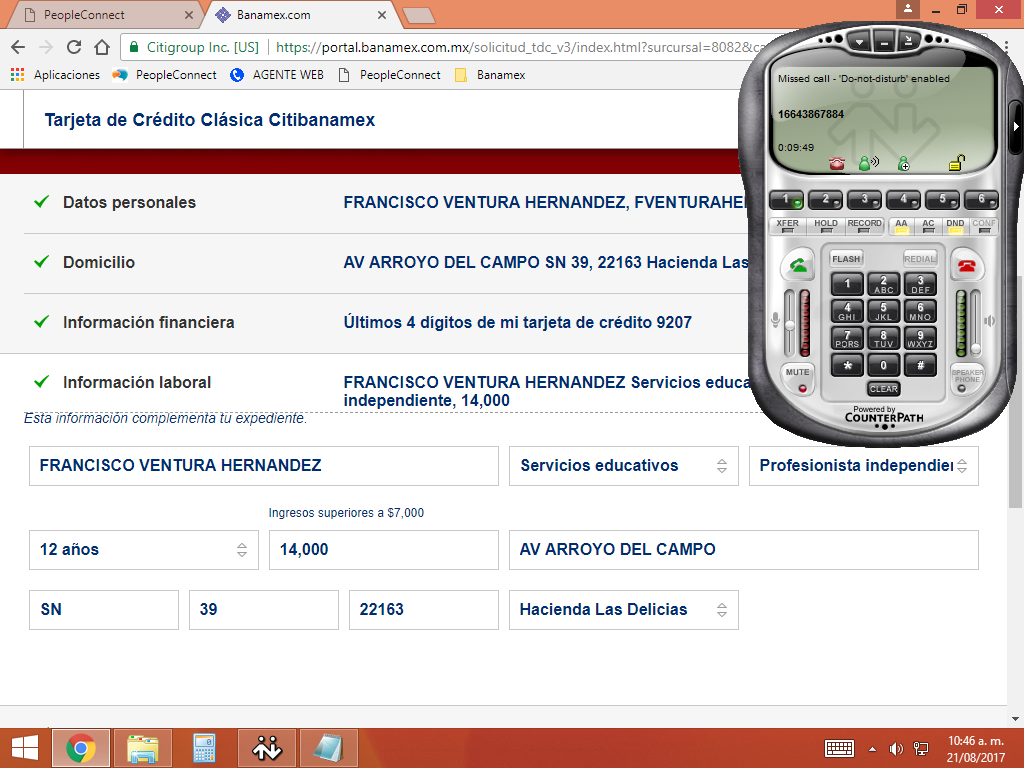 PeopleConnect
Banamex.com
Citigroup Inc. [US]
https://portal.banamex.com.mx/solicitud_tdc_v3/index.html?sursursal=8082&ca
Aplicaciones
PeopleConnect
AGENTE WEB
PeopleConnect
Banamex
Tarjeta de Crédito Clásica Citibanamex
Datos personales
FRANCISCO VENTURA HERNANDEZ, FVENTURAHE
Domicilio
AV ARROYO DEL CAMPO SN 39, 22163 Hacienda Las
Información financiera
Últimos 4 dígitos de mi tarjeta de crédito 9207
Información laboral
FRANCISCO VENTURA HERNANDEZ Servicios educa
independiente, 14,000
Esta información complementa tu expediente.
FRANCISCO VENTURA HERNANDEZ
Servicios educativos
Profesionista independier
Ingresos superiores a $7,000
12 años
14,000
AV ARROYO DEL CAMPO
SN
39
22163
Hacienda Las Delicias
Missed call - 'Do-not-disturb' enabled
16643867884
0:09:49
1 2 3 4 5 6
XFER HOLD RECORD AA AC DND CONF
FLASH
REDIAL
1
2 ABC
3 DEF
4 GHI
5 JKL
6 MNO
7 PQRS
8 TUV
9 WXYZ
*
0
#
MUTE
CLEAR
SPEAKER
PHONE
Powered by
COUNTERPATH
10:46 a. m.
21/08/2017